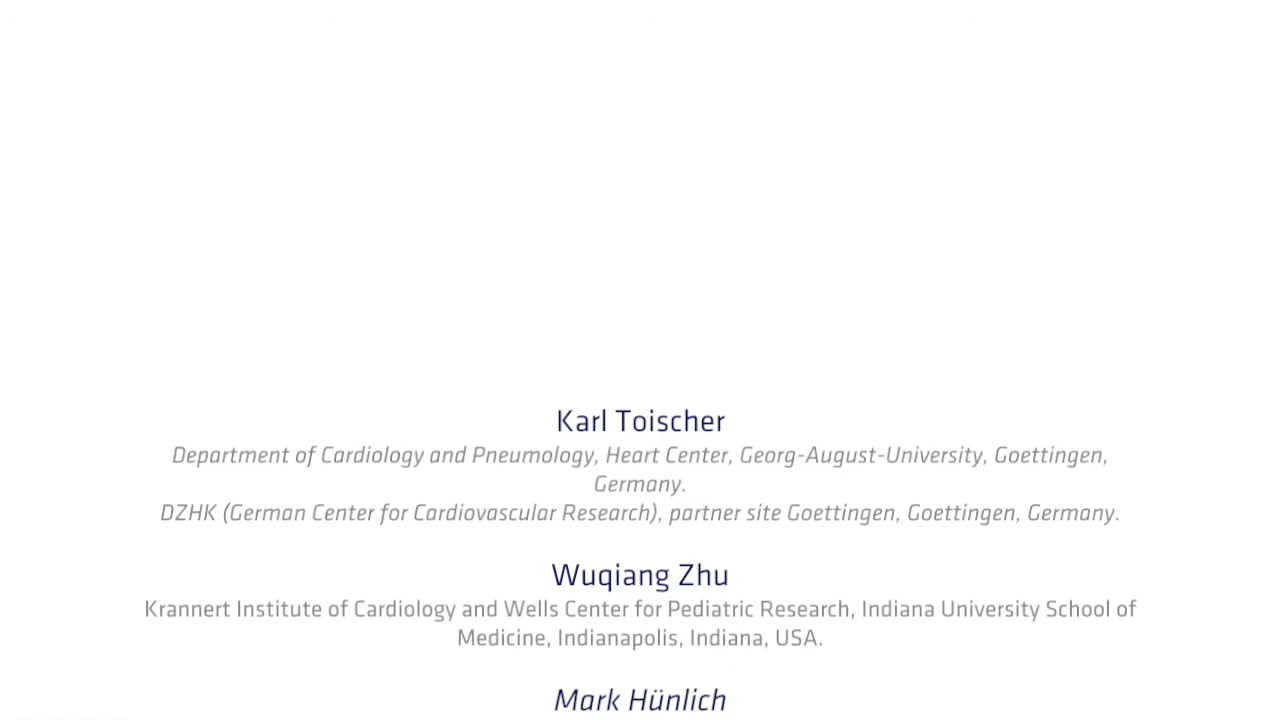 Karl Toischer
Department of Cardiology and Pneumology, Heart Center, Georg-August-University, Goettingen,
Germany.
DZHK (German Center for Cardiovascular Research), partner site Goettingen, Goettingen, Germany.
Wuqiang Zhu
Krannert Institute of Cardiology and Wells Center for Pediatric Research, Indiana University School of
Medicine, Indianapolis, Indiana, USA.
Mark Hünlich